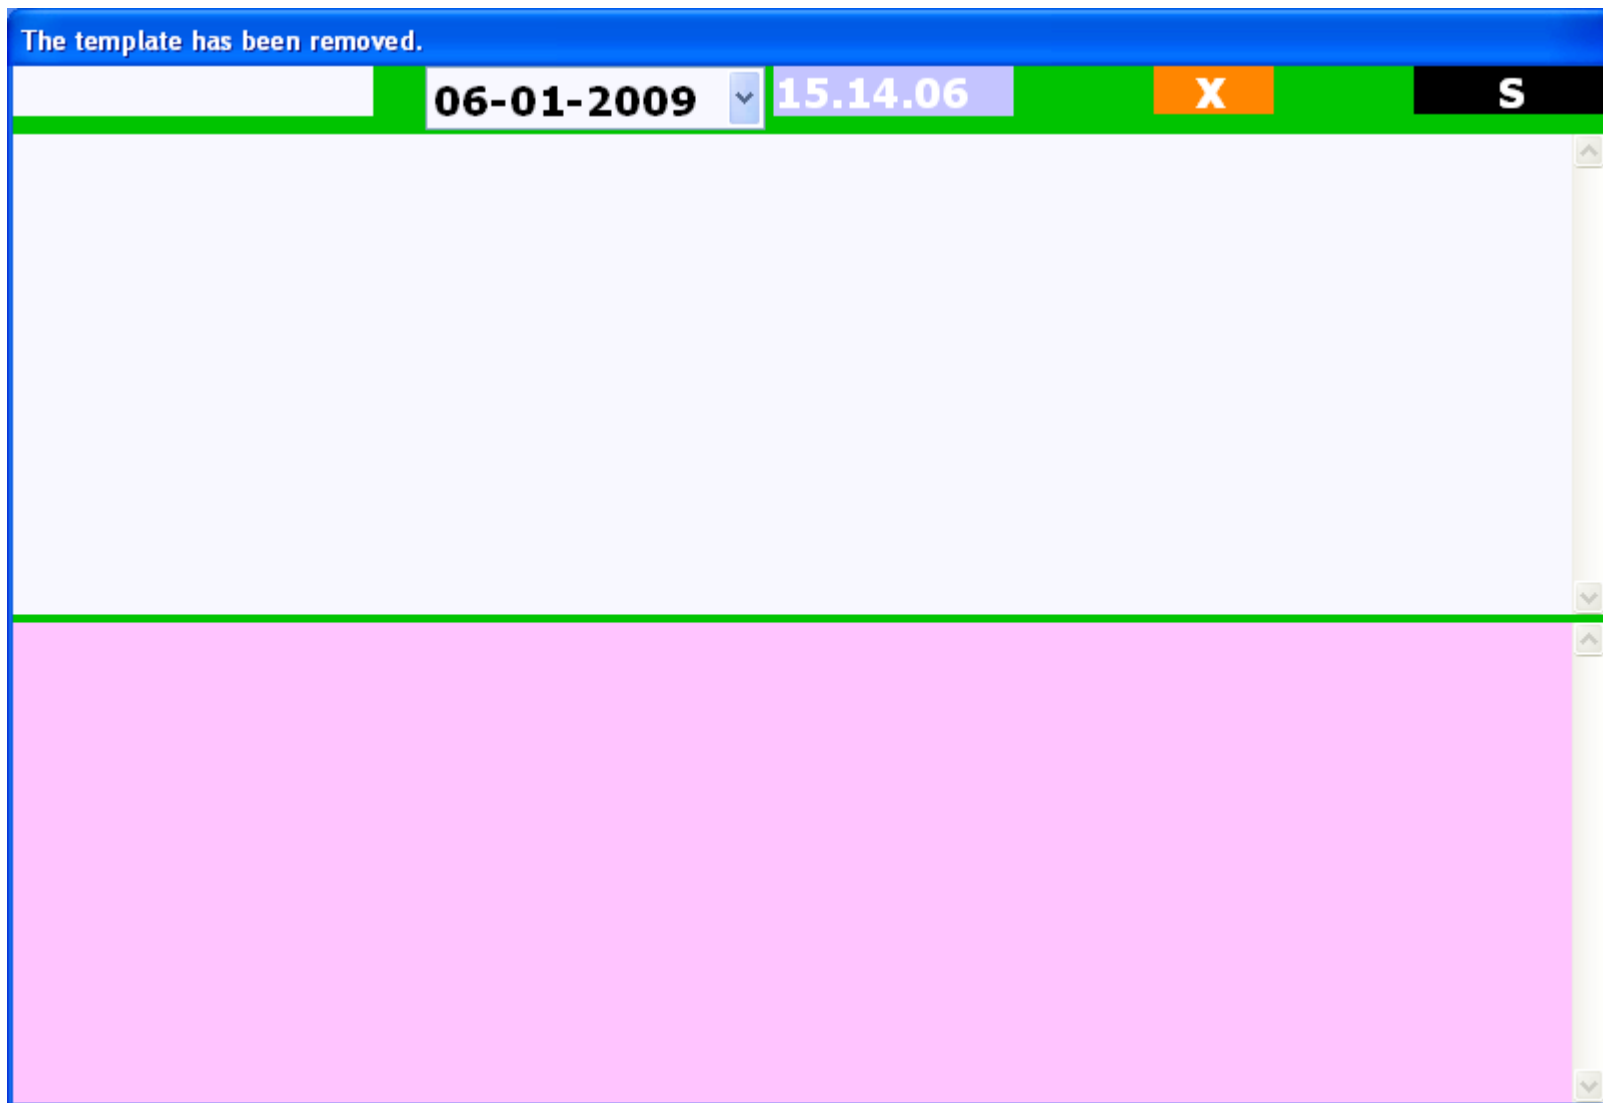 The template has been removed.
06-01-2009 15.14.06 X S